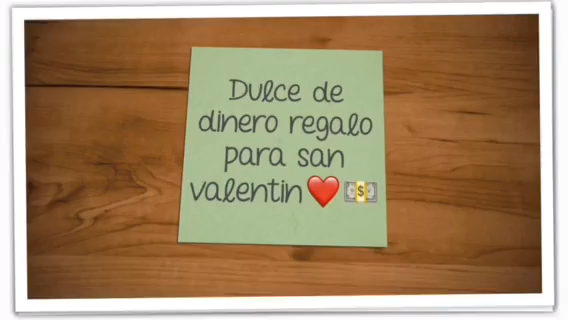 Dulce de
dinero regalo
para san
valentin❤️💵